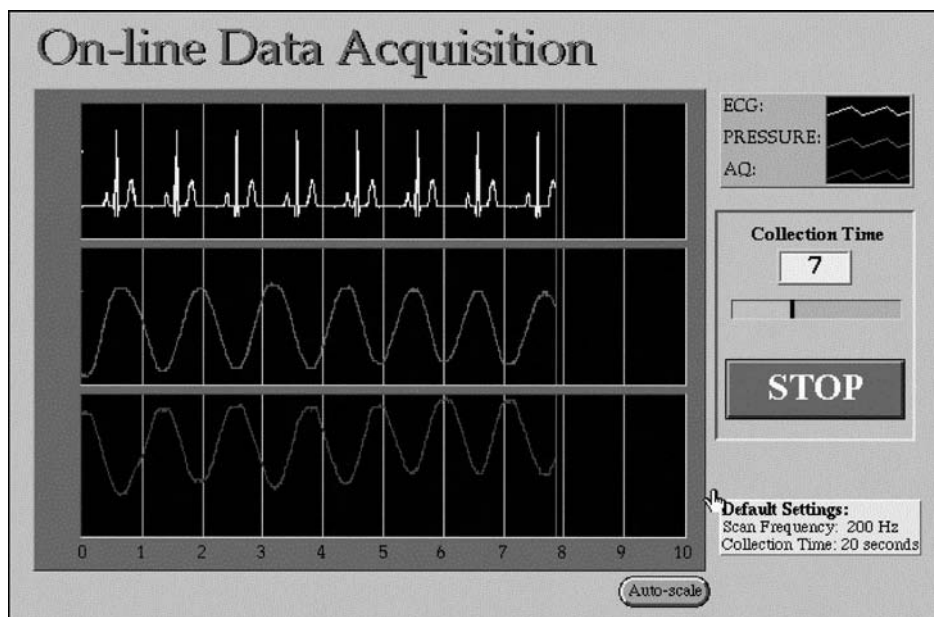 On-line Data Acquisition
ECG:
PRESSURE:
AQ:
Collection Time
7
STOP
Default Settings:
Scan Frequency: 200 Hz
Collection Time: 20 seconds
0 1 2 3 4 5 6 7 8 9 10
Auto-scale